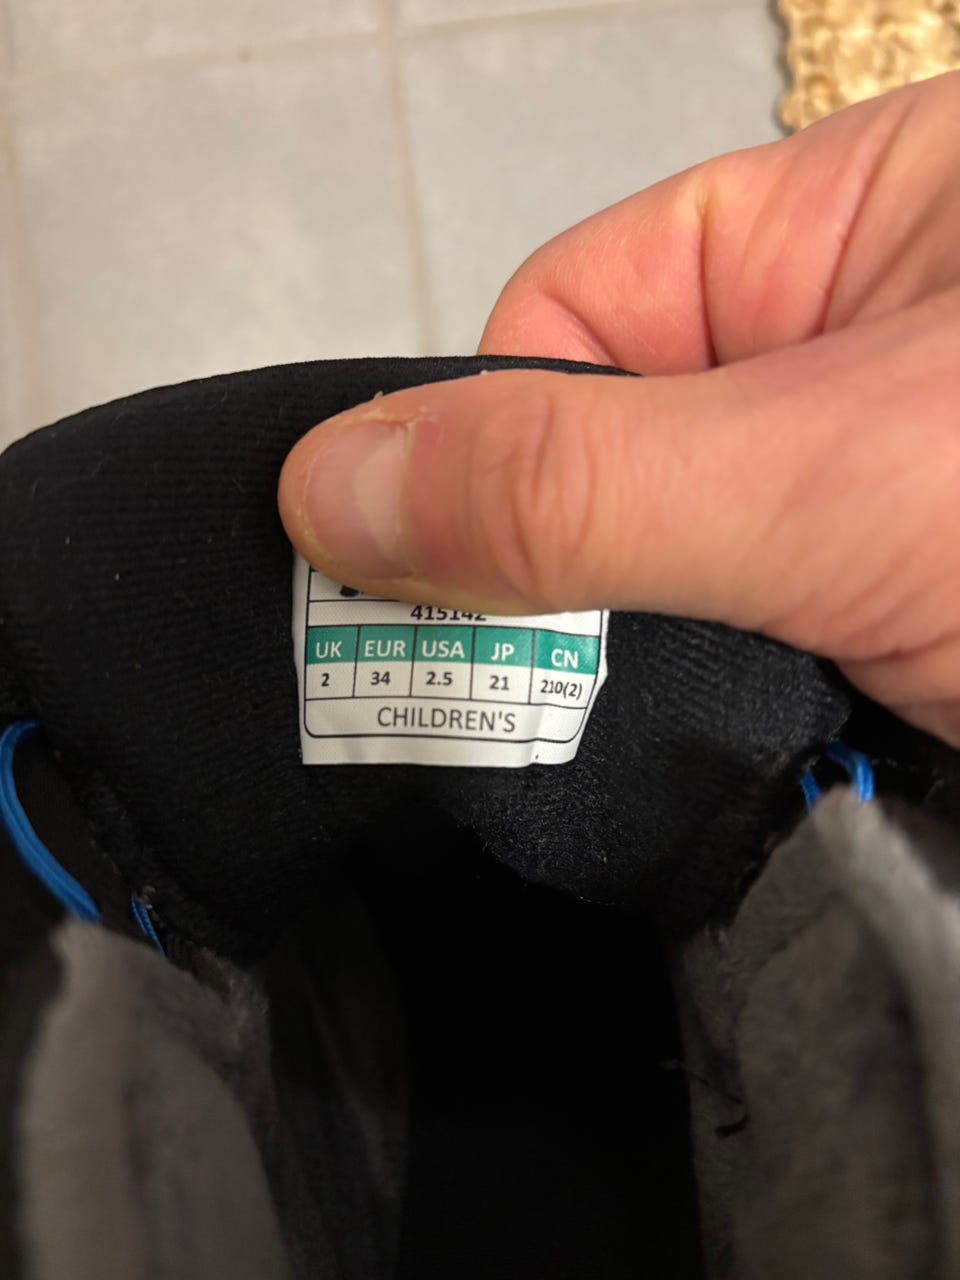 415142
UK EUR USA JP CN
2 34 2.5 21 210(2)
CHILDREN'S